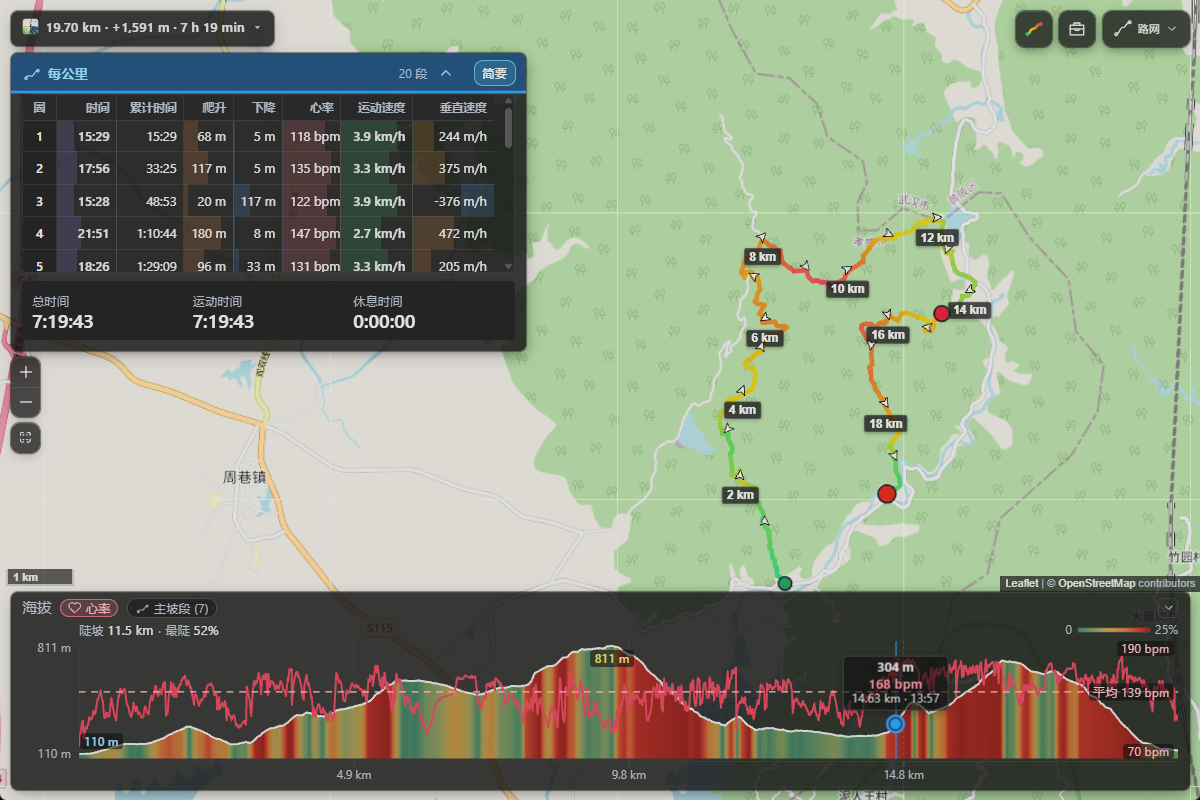 19.70 km · +1,591 m · 7 h 19 min
路网
每公里 20 段 简要
圈 时间 累计时间 爬升 下降 心率 运动速度 垂直速度
1 15:29 15:29 68 m 5 m 118 bpm 3.9 km/h 244 m/h
2 17:56 33:25 117 m 5 m 135 bpm 3.3 km/h 375 m/h
3 15:28 48:53 20 m 117 m 122 bpm 3.9 km/h -376 m/h
4 21:51 1:10:44 180 m 8 m 147 bpm 2.7 km/h 472 m/h
5 18:26 1:29:09 96 m 33 m 131 bpm 3.3 km/h 205 m/h
总时间 运动时间 休息时间
7:19:43 7:19:43 0:00:00
武汉市
黄陂区
8 km
12 km
10 km
14 km
6 km
16 km
4 km
18 km
2 km
周巷镇
竹园村
+
−
1 km
Leaflet | © OpenStreetMap contributors
海拔 心率 主坡段 (7)
陡坡 11.5 km · 最陡 52%
0 25%
S115
811 m
190 bpm
811 m
304 m
168 bpm
14.63 km · 13:57
平均 139 bpm
110 m
110 m
70 bpm
4.9 km 9.8 km 14.8 km